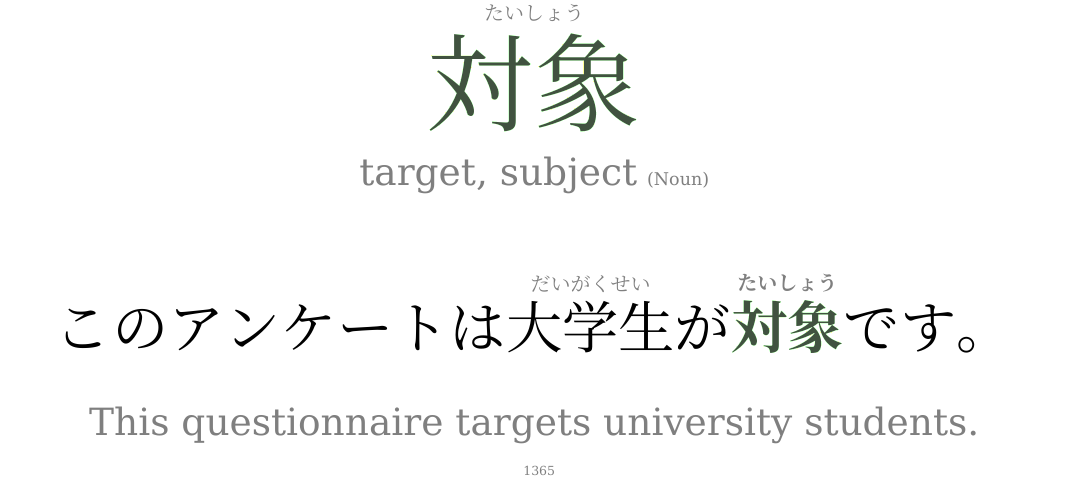 たいしょう
対象
target, subject (Noun)
だいがくせい たいしょう
このアンケートは大学生が対象です。
This questionnaire targets university students.
1365